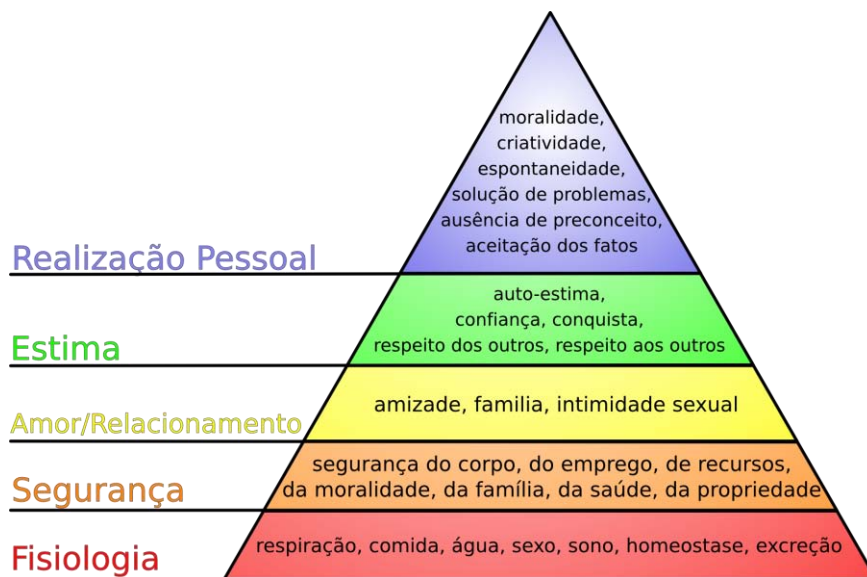 moralidade,
criatividade,
espontaneidade,
solução de problemas,
ausência de preconceito,
aceitação dos fatos
Realização Pessoal
auto-estima,
confiança, conquista,
respeito dos outros, respeito aos outros
Estima
amizade, familia, intimidade sexual
Amor/Relacionamento
segurança do corpo, do emprego, de recursos,
da moralidade, da família, da saúde, da propriedade
Segurança
respiração, comida, água, sexo, sono, homeostase, excreção
Fisiologia